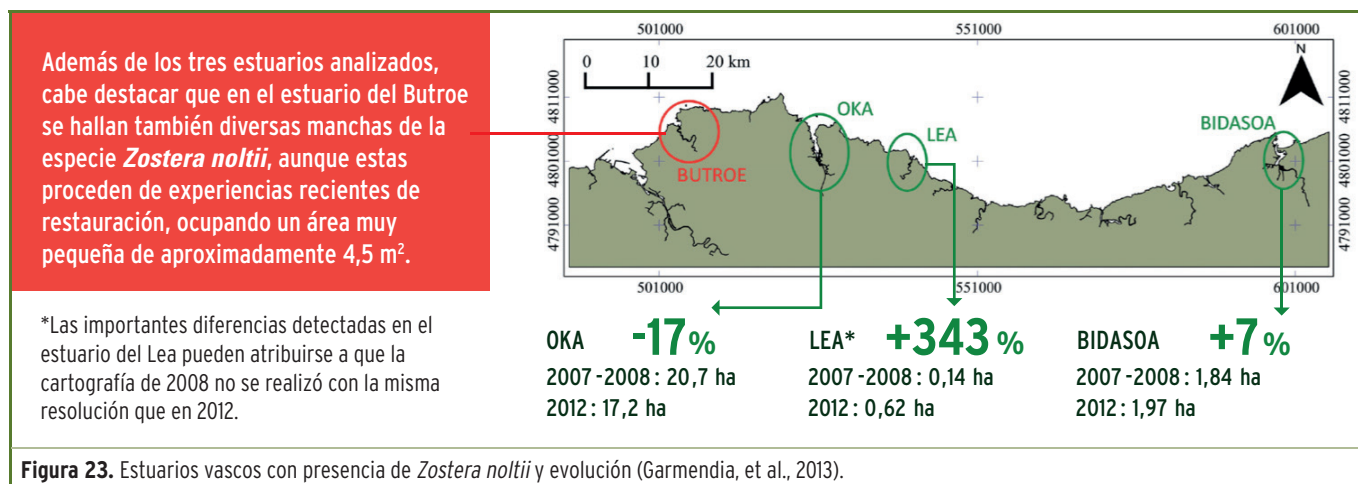 Además de los tres estuarios analizados,
cabe destacar que en el estuario del Butroe
se hallan también diversas manchas de la
especie Zostera noltii, aunque estas
proceden de experiencias recientes de
restauración, ocupando un área muy
pequeña de aproximadamente 4,5 m².
*Las importantes diferencias detectadas en el
estuario del Lea pueden atribuirse a que la
cartografía de 2008 no se realizó con la misma
resolución que en 2012.
501000 551000 601000
0 10 20 km
N
4811000 4811000
4801000 4801000
4791000 4791000
BUTROE
OKA
LEA
BIDASOA
501000 551000 601000
OKA -17%
2007-2008: 20,7 ha
2012: 17,2 ha
LEA* +343 %
2007-2008: 0,14 ha
2012: 0,62 ha
BIDASOA +7%
2007-2008: 1,84 ha
2012: 1,97 ha
Figura 23. Estuarios vascos con presencia de Zostera noltii y evolución (Garmendia, et al., 2013).